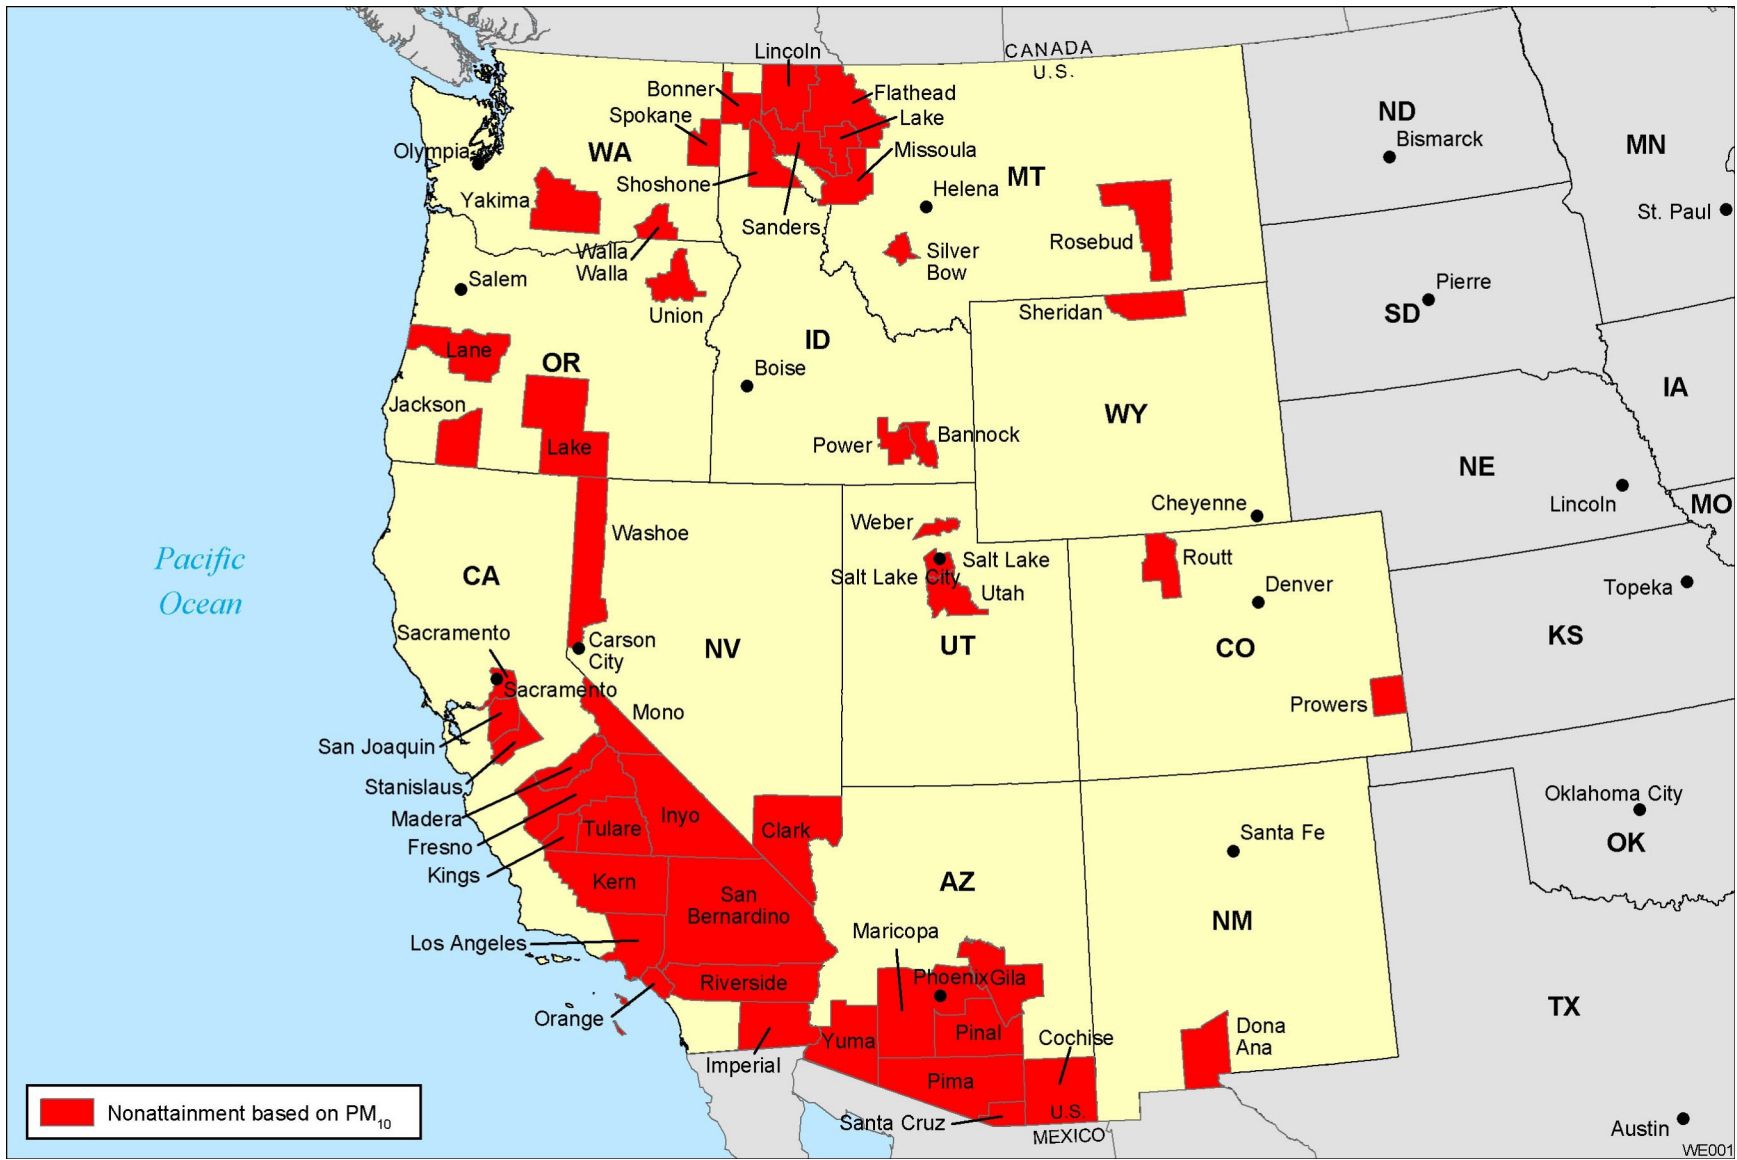 CANADA
U.S.
Lincoln
Bonner
Flathead
Spokane
Lake
ND
Bismarck
Olympia
WA
Missoula
MN
Shoshone
MT
Yakima
Helena
St. Paul
Sanders
Rosebud
Silver
Bow
Walla
Walla
Salem
Pierre
Union
Sheridan
SD
ID
Lane
OR
Boise
IA
Jackson
WY
Power
Bannock
Lake
NE
Cheyenne
Lincoln
MO
Weber
Washoe
Pacific
Ocean
CA
Salt Lake
Salt Lake City
Utah
Routt
Denver
Topeka
Sacramento
Carson
City
NV
UT
CO
KS
Sacramento
Mono
Prowers
San Joaquin
Stanislaus
Madera
Inyo
Oklahoma City
Tulare
Clark
Santa Fe
Fresno
OK
Kings
Kern
AZ
San
Bernardino
NM
Los Angeles
Maricopa
Riverside
Phoenix
Gila
TX
Orange
Yuma
Pinal
Cochise
Dona
Ana
Imperial
Pima
Nonattainment based on PM10
U.S.
Santa Cruz
MEXICO
Austin
WE001